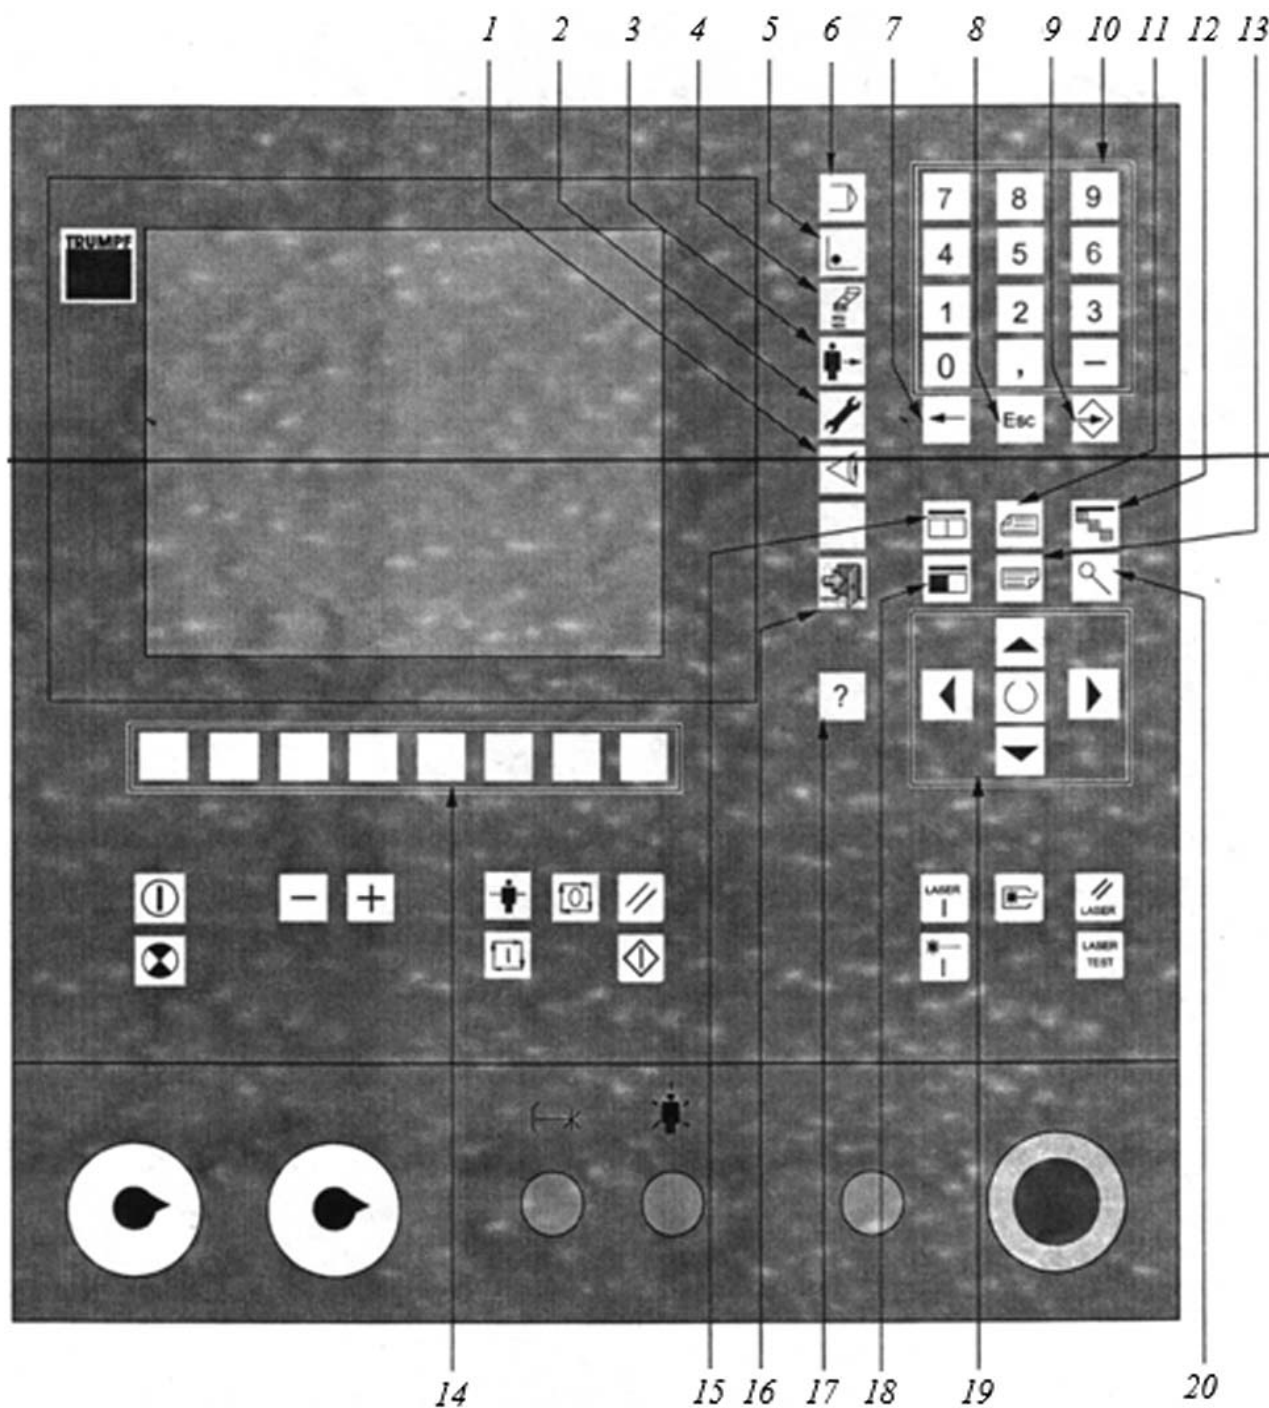 1 2 3 4 5 6 7 8 9 10 11 12 13
TRUMPF
7 8 9
4 5 6
1 2 3
0 , −
Esc
?
− +
LASER
LASER
LASER
TEST
14 15 16 17 18 19 20